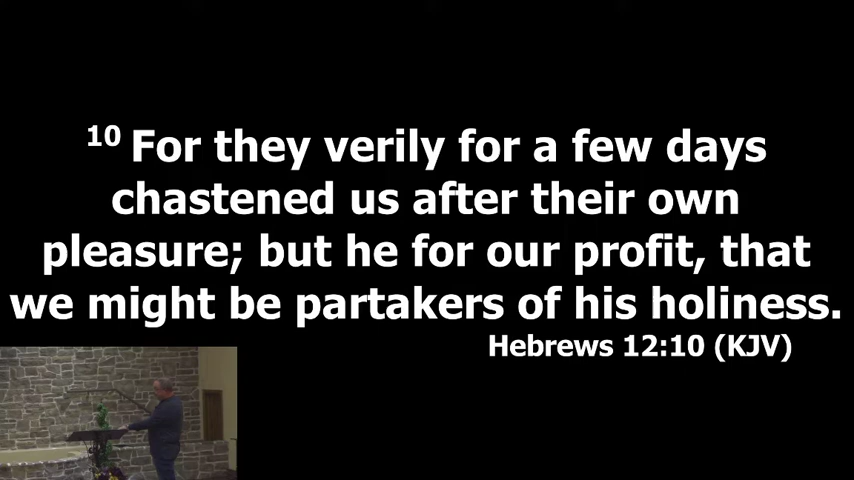 10 For they verily for a few days
chastened us after their own
pleasure; but he for our profit, that
we might be partakers of his holiness.
Hebrews 12:10 (KJV)